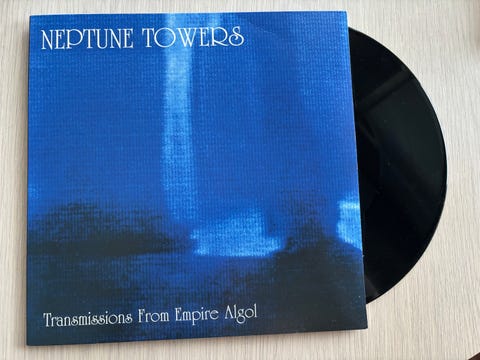 NEPTUNE TOWERS
Transmissions From Empire Algol